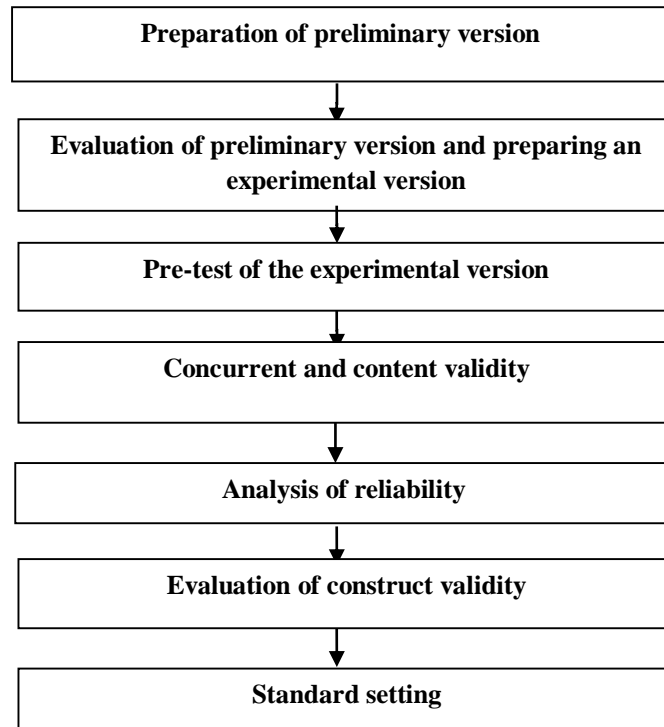 Preparation of preliminary version
Evaluation of preliminary version and preparing an
experimental version
Pre-test of the experimental version
Concurrent and content validity
Analysis of reliability
Evaluation of construct validity
Standard setting